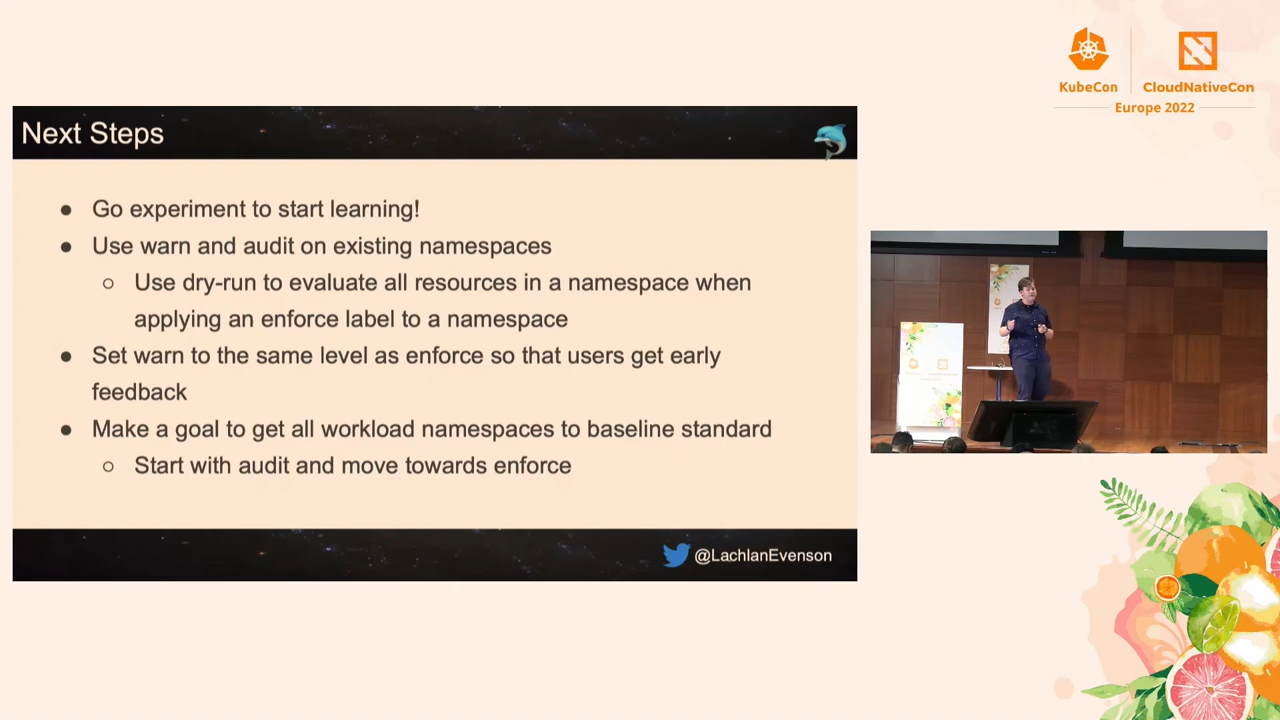 KubeCon
CloudNativeCon
Europe 2022
Next Steps
● Go experiment to start learning!
● Use warn and audit on existing namespaces
○ Use dry-run to evaluate all resources in a namespace when
applying an enforce label to a namespace
● Set warn to the same level as enforce so that users get early
feedback
● Make a goal to get all workload namespaces to baseline standard
○ Start with audit and move towards enforce
@LachlanEvenson